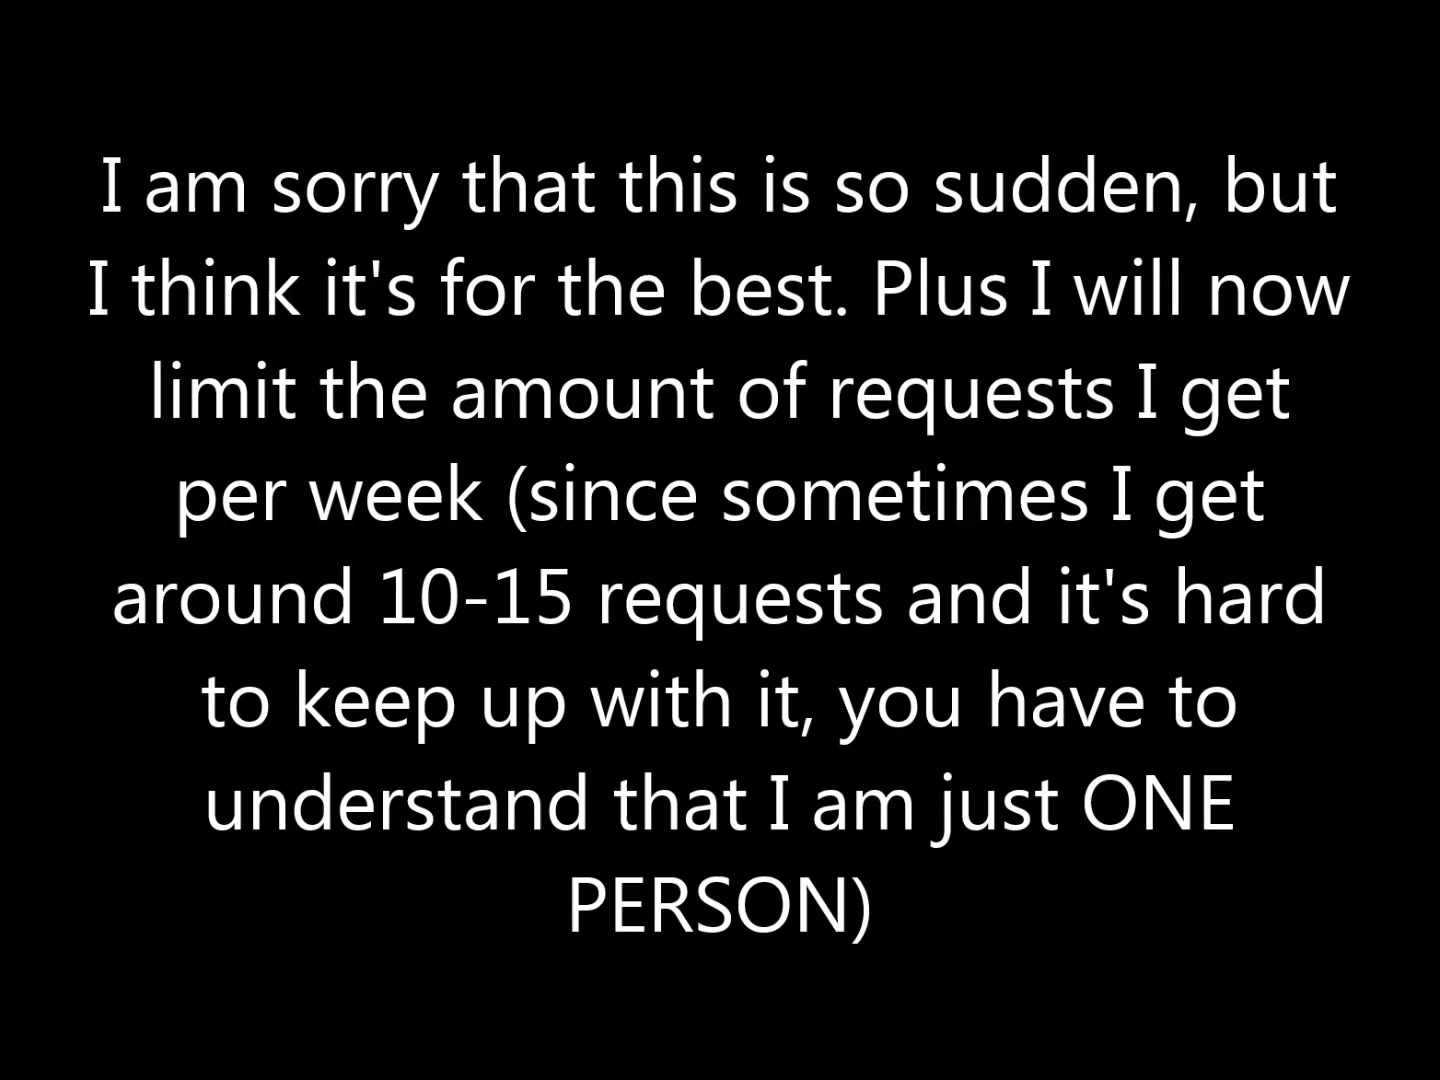 I am sorry that this is so sudden, but
I think it's for the best. Plus I will now
limit the amount of requests I get
per week (since sometimes I get
around 10-15 requests and it's hard
to keep up with it, you have to
understand that I am just ONE
PERSON)